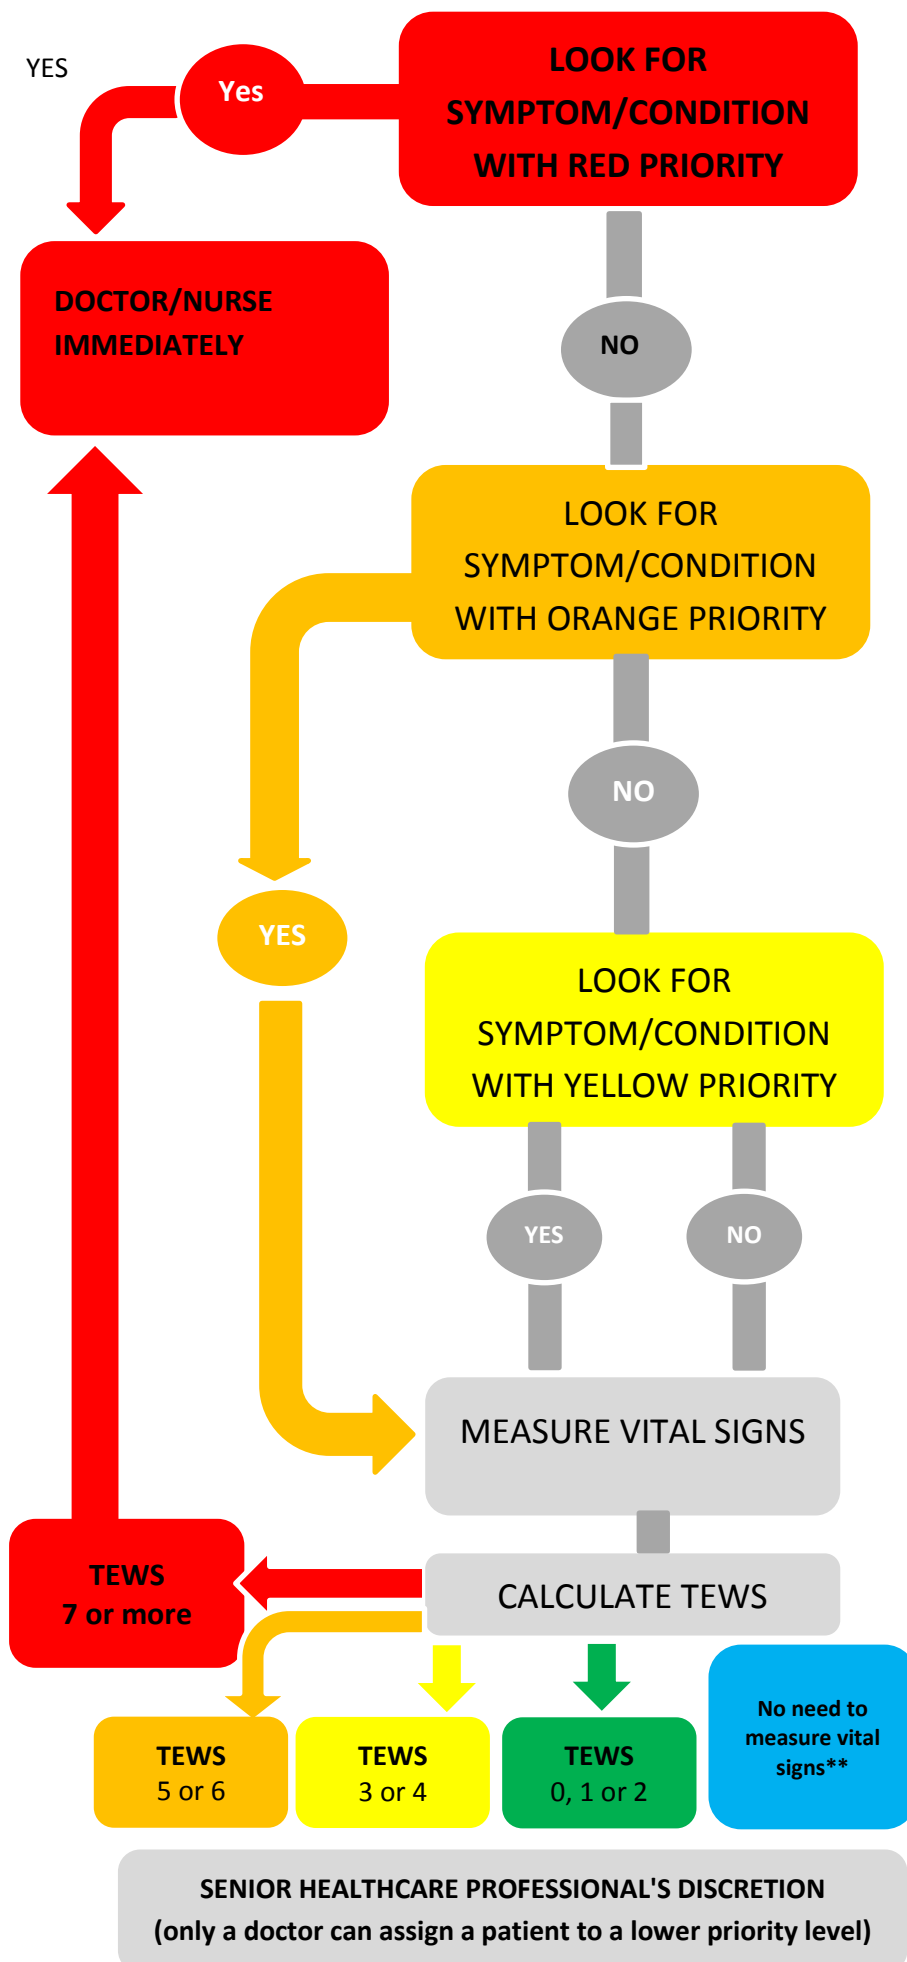 YES
Yes
LOOK FOR
SYMPTOM/CONDITION
WITH RED PRIORITY
DOCTOR/NURSE
IMMEDIATELY
NO
LOOK FOR
SYMPTOM/CONDITION
WITH ORANGE PRIORITY
NO
YES
LOOK FOR
SYMPTOM/CONDITION
WITH YELLOW PRIORITY
YES
NO
MEASURE VITAL SIGNS
CALCULATE TEWS
TEWS
7 or more
TEWS
5 or 6
TEWS
3 or 4
TEWS
0, 1 or 2
No need to
measure vital
signs**
SENIOR HEALTHCARE PROFESSIONAL'S DISCRETION
(only a doctor can assign a patient to a lower priority level)